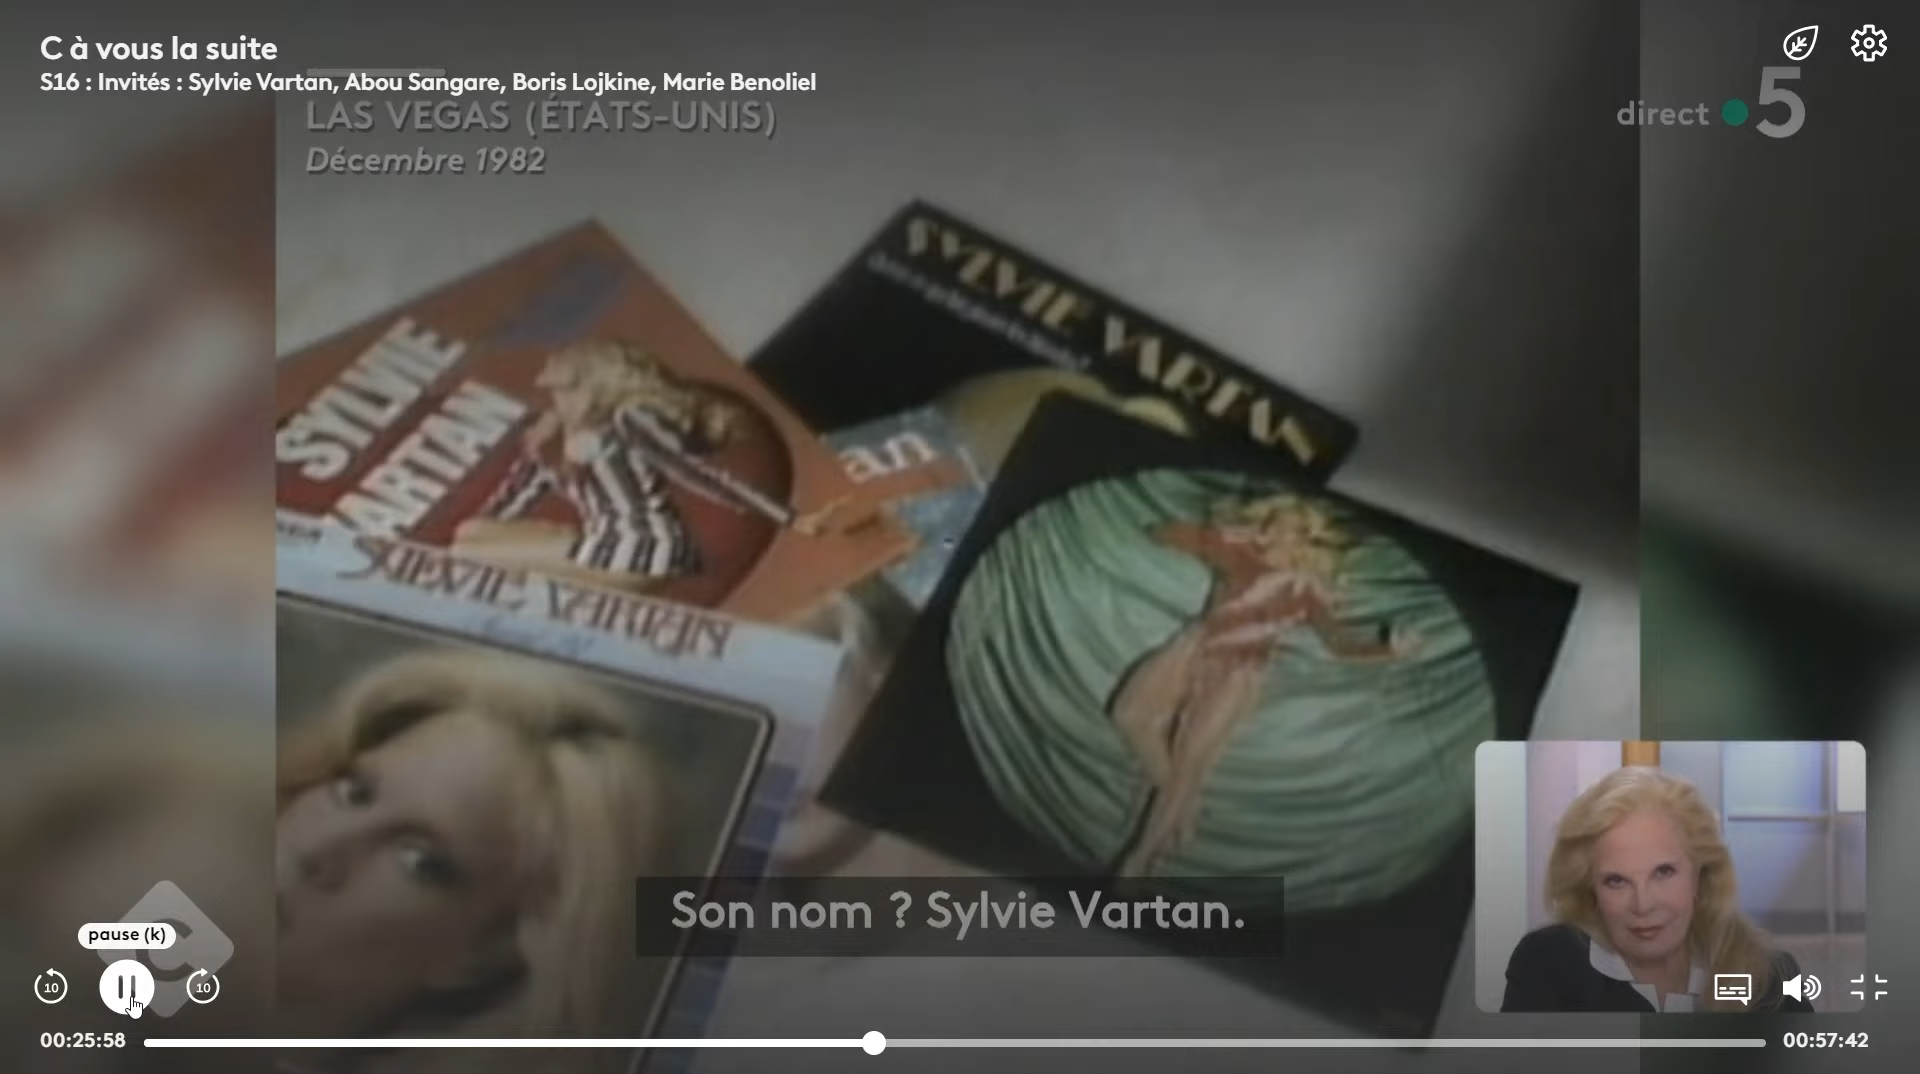 C à vous la suite
S16 : Invités : Sylvie Vartan, Abou Sangare, Boris Lojkine, Marie Benoliel
LAS VEGAS (ÉTATS-UNIS)
Décembre 1982
direct 5
SYLVIE VARTAN
SYLVIE
VARTAN
an
SYLVIE VARTAN
Son nom ? Sylvie Vartan.
C
pause (k)
10
10
00:25:58
00:57:42